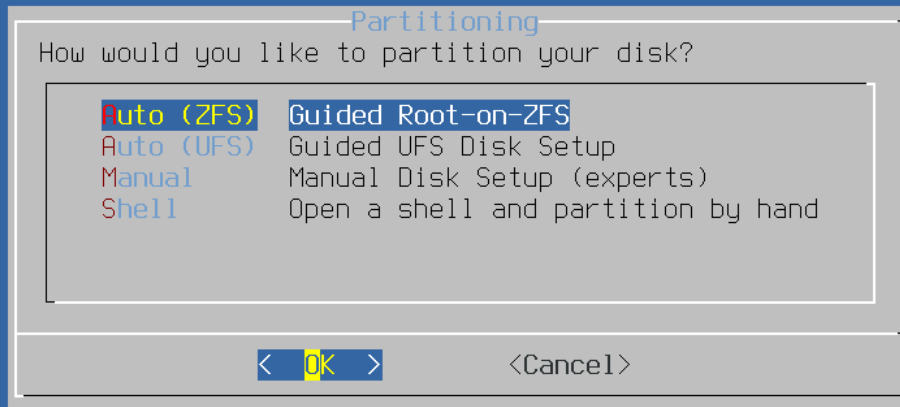 Partitioning
How would you like to partition your disk?
Auto (ZFS) Guided Root-on-ZFS
Auto (UFS) Guided UFS Disk Setup
Manual Manual Disk Setup (experts)
Shell Open a shell and partition by hand
< OK > <Cancel>